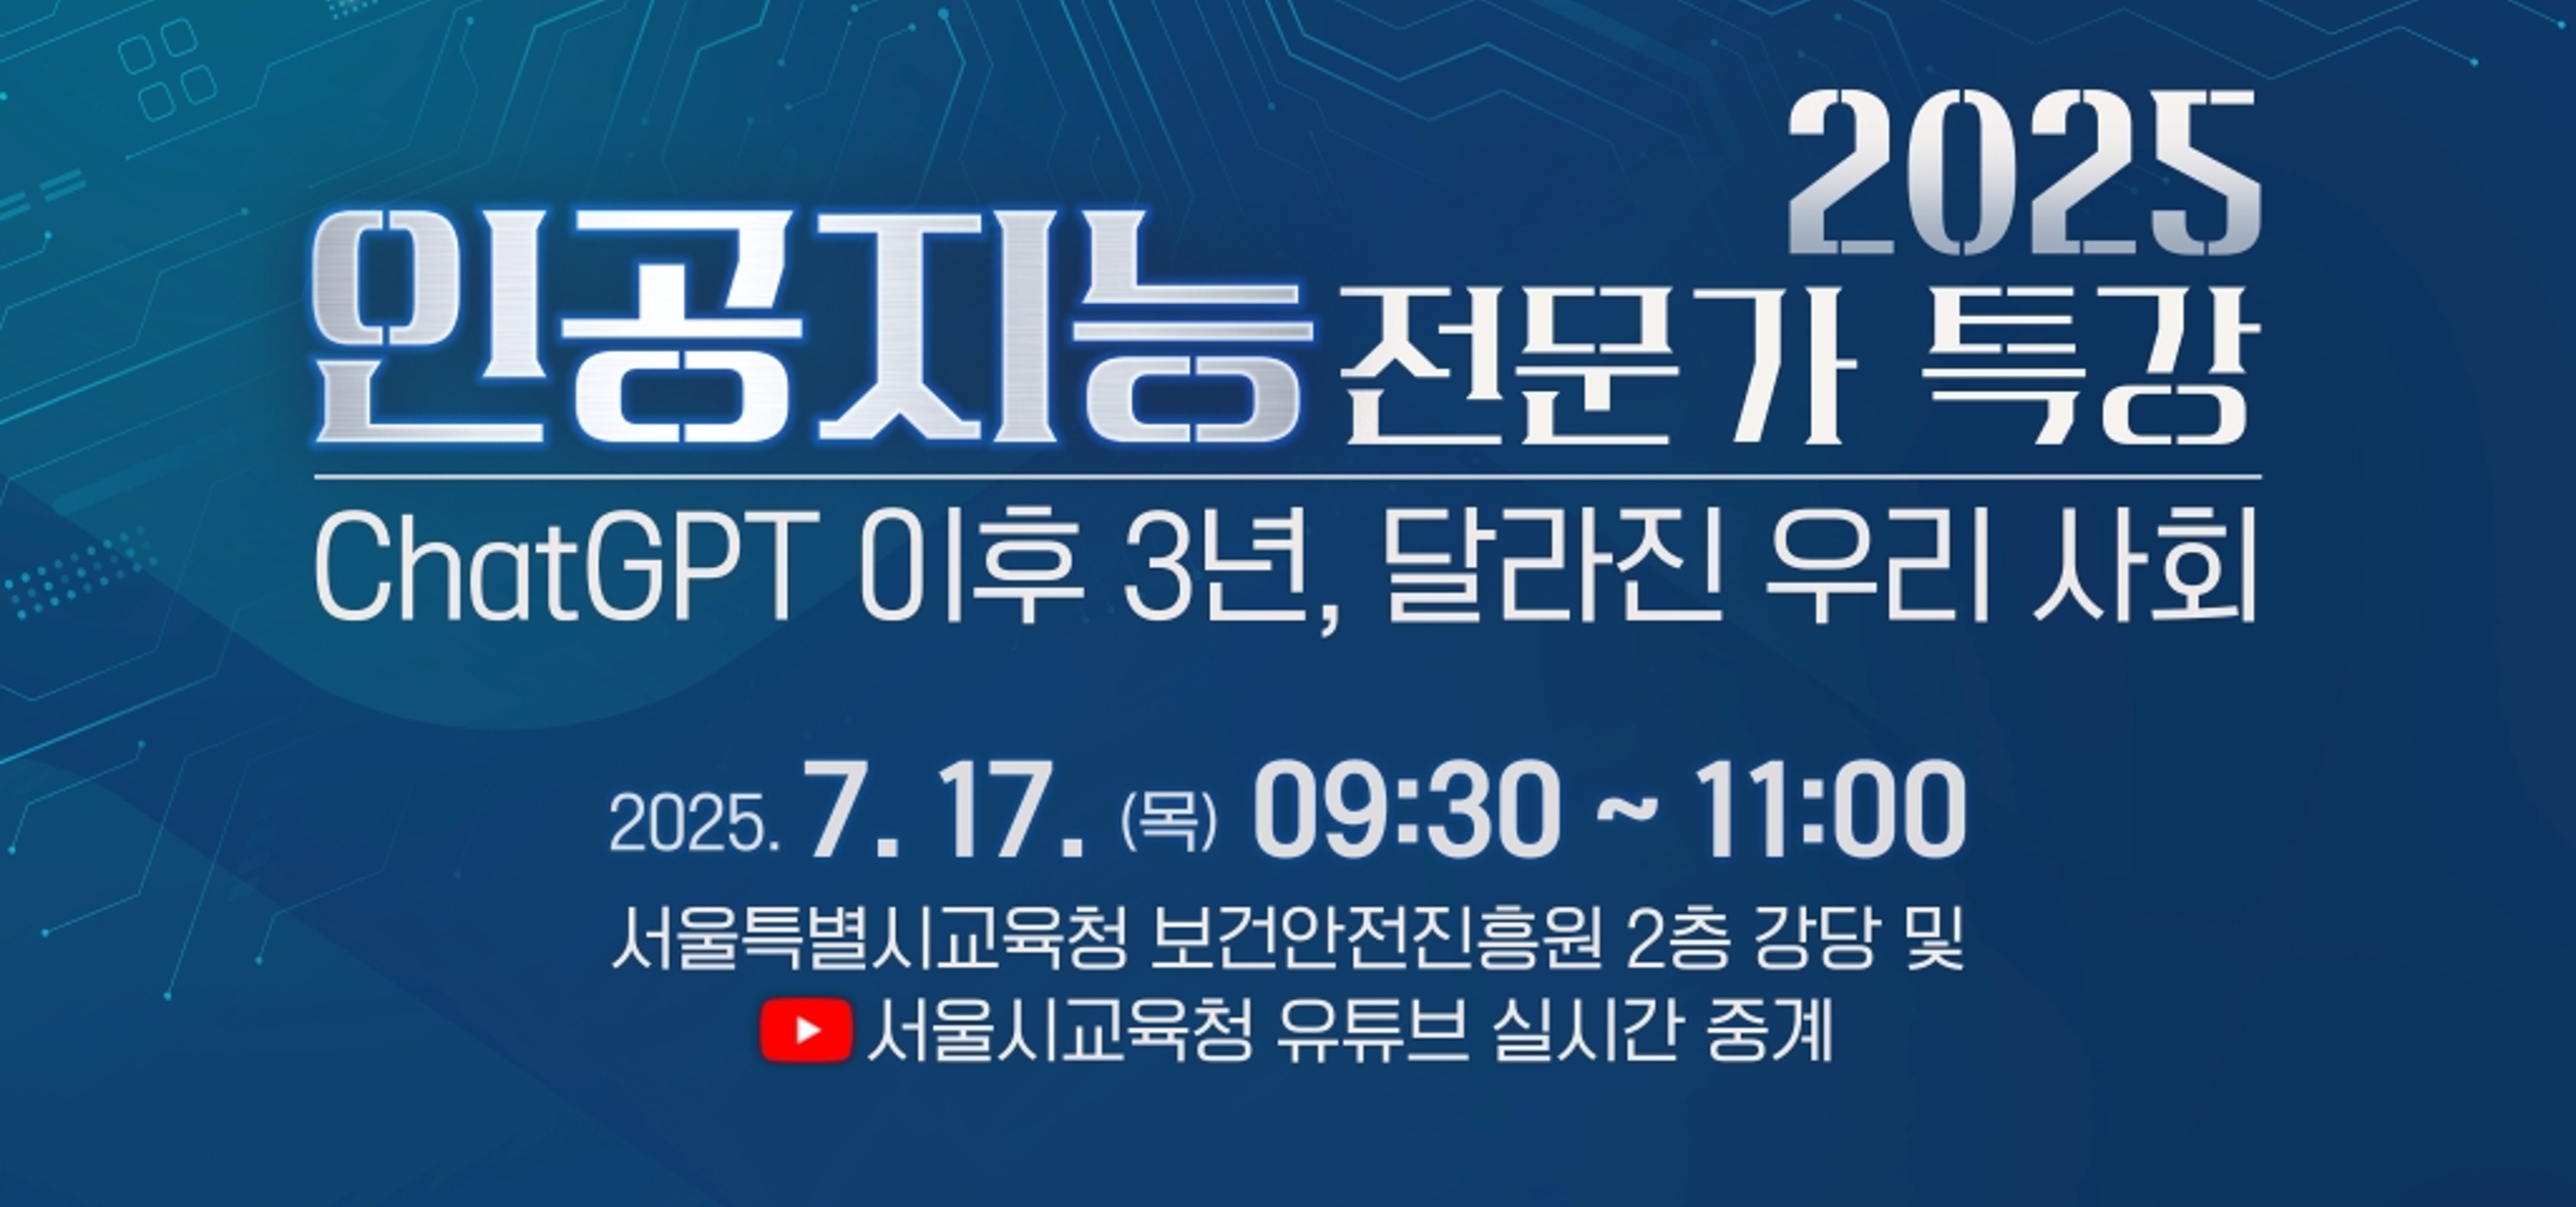 2025
인공지능 전문가 특강
ChatGPT 이후 3년, 달라진 우리 사회
2025. 7. 17. (목) 09:30 ~ 11:00
서울특별시교육청 보건안전진흥원 2층 강당 및
서울시교육청 유튜브 실시간 중계